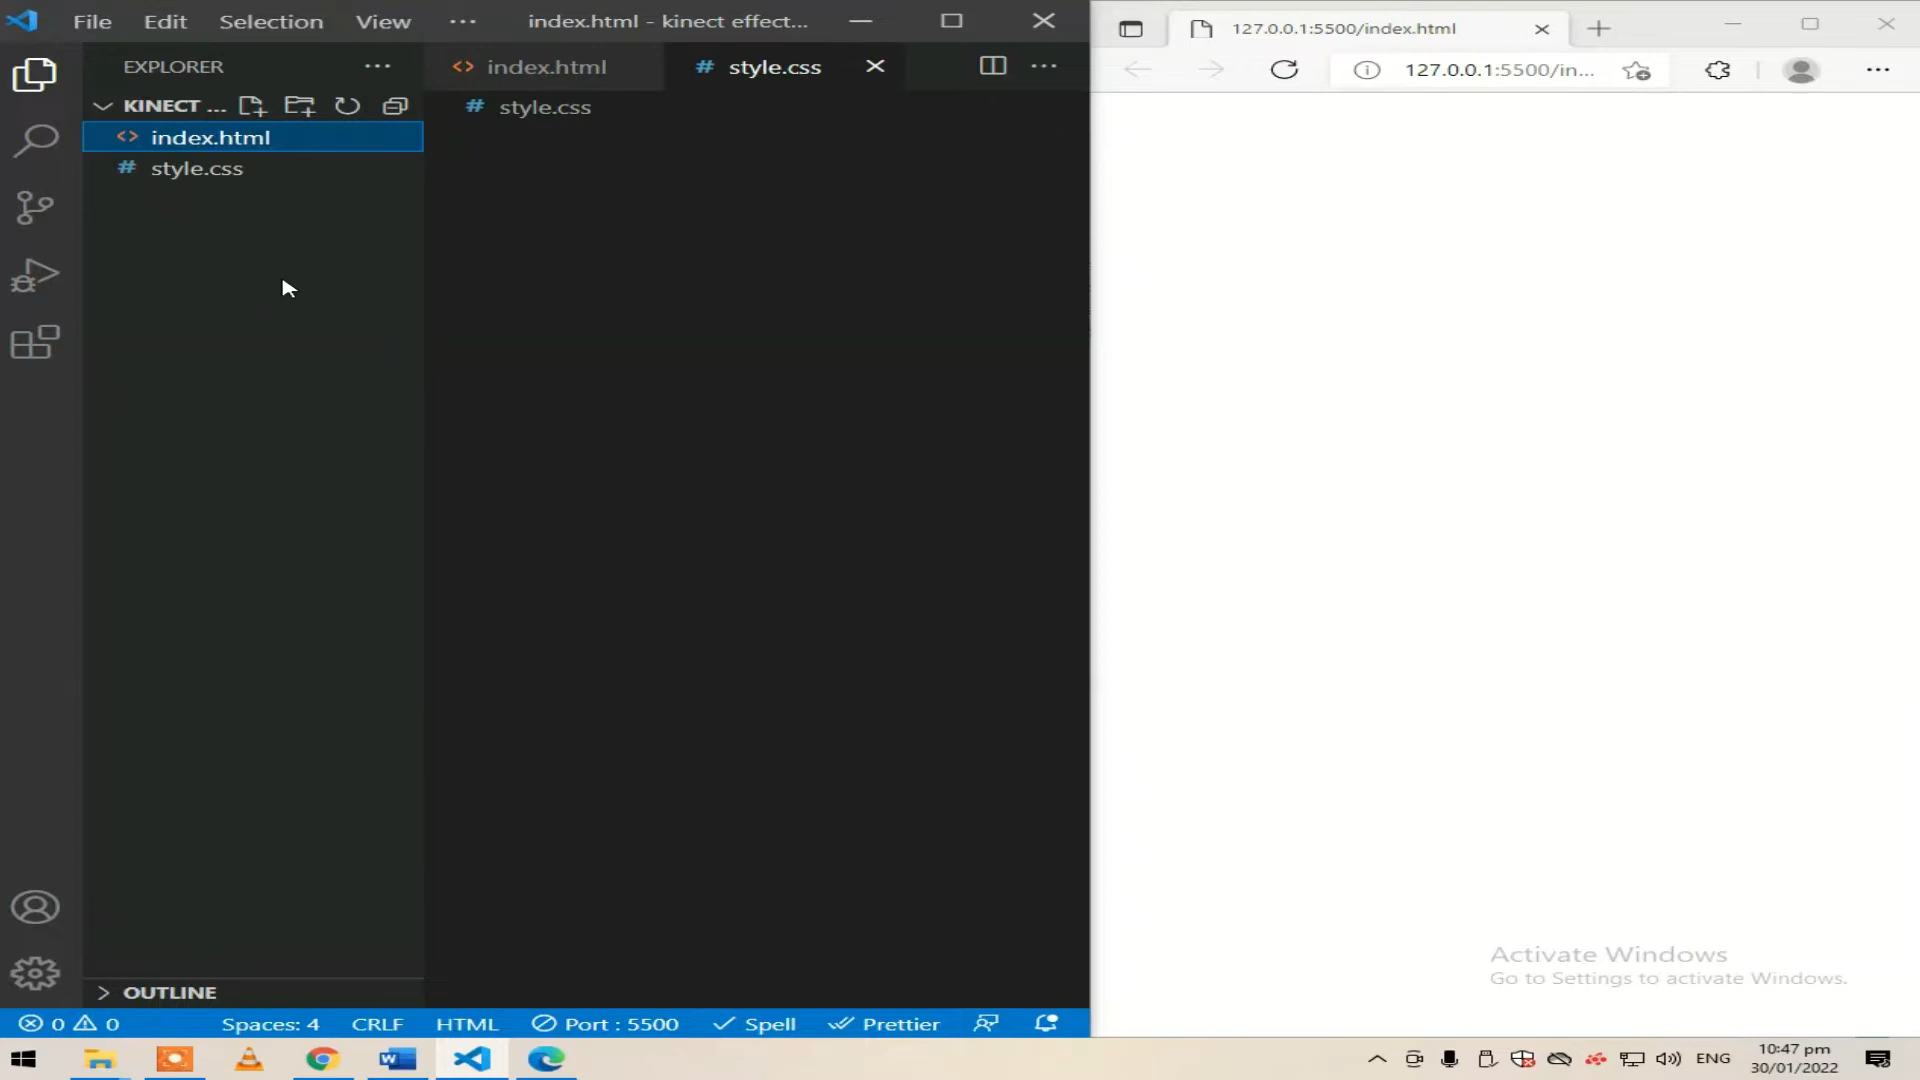 File Edit Selection View ··· index.html - kinect effect...
EXPLORER ···
KINECT ...
<> index.html
# style.css
<> index.html
# style.css
# style.css
OUTLINE
0 0 Spaces: 4 CRLF HTML Port : 5500 Spell Prettier
127.0.0.1:5500/index.html
127.0.0.1:5500/in...
Activate Windows
Go to Settings to activate Windows.
ENG
10:47 pm
30/01/2022